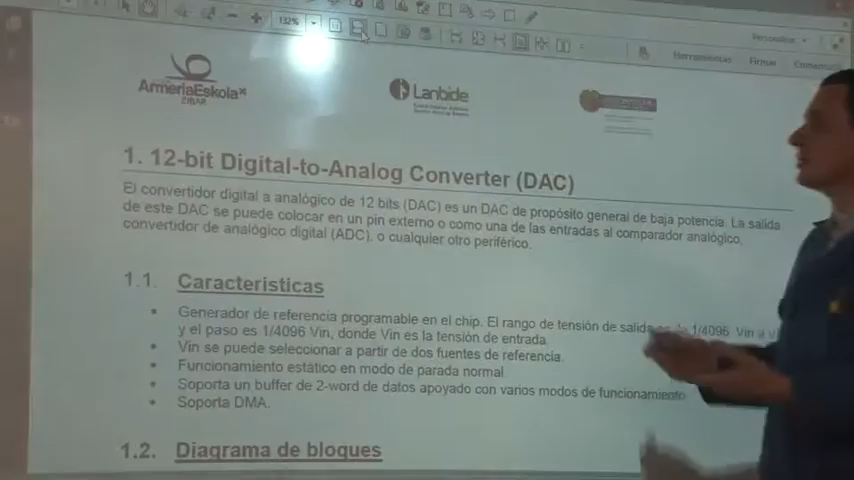 132%
Personalizar
Herramientas Firmar Comentario
ArmeriaEskola
EIBAR
Lanbide
1. 12-bit Digital-to-Analog Converter (DAC)
El convertidor digital a analógico de 12 bits (DAC) es un DAC de propósito general de baja potencia. La salida
de este DAC se puede colocar en un pin externo o como una de las entradas al comparador analógico,
convertidor de analógico digital (ADC), o cualquier otro periférico.
1.1. Caracteristicas
• Generador de referencia programable en el chip. El rango de tensión de salida es de 1/4096 Vin a
y el paso es 1/4096 Vin, donde Vin es la tensión de entrada.
• Vin se puede seleccionar a partir de dos fuentes de referencia.
• Funcionamiento estático en modo de parada normal
• Soporta un buffer de 2-word de datos apoyado con varios modos de funcionamiento
• Soporta DMA.
1.2. Diagrama de bloques